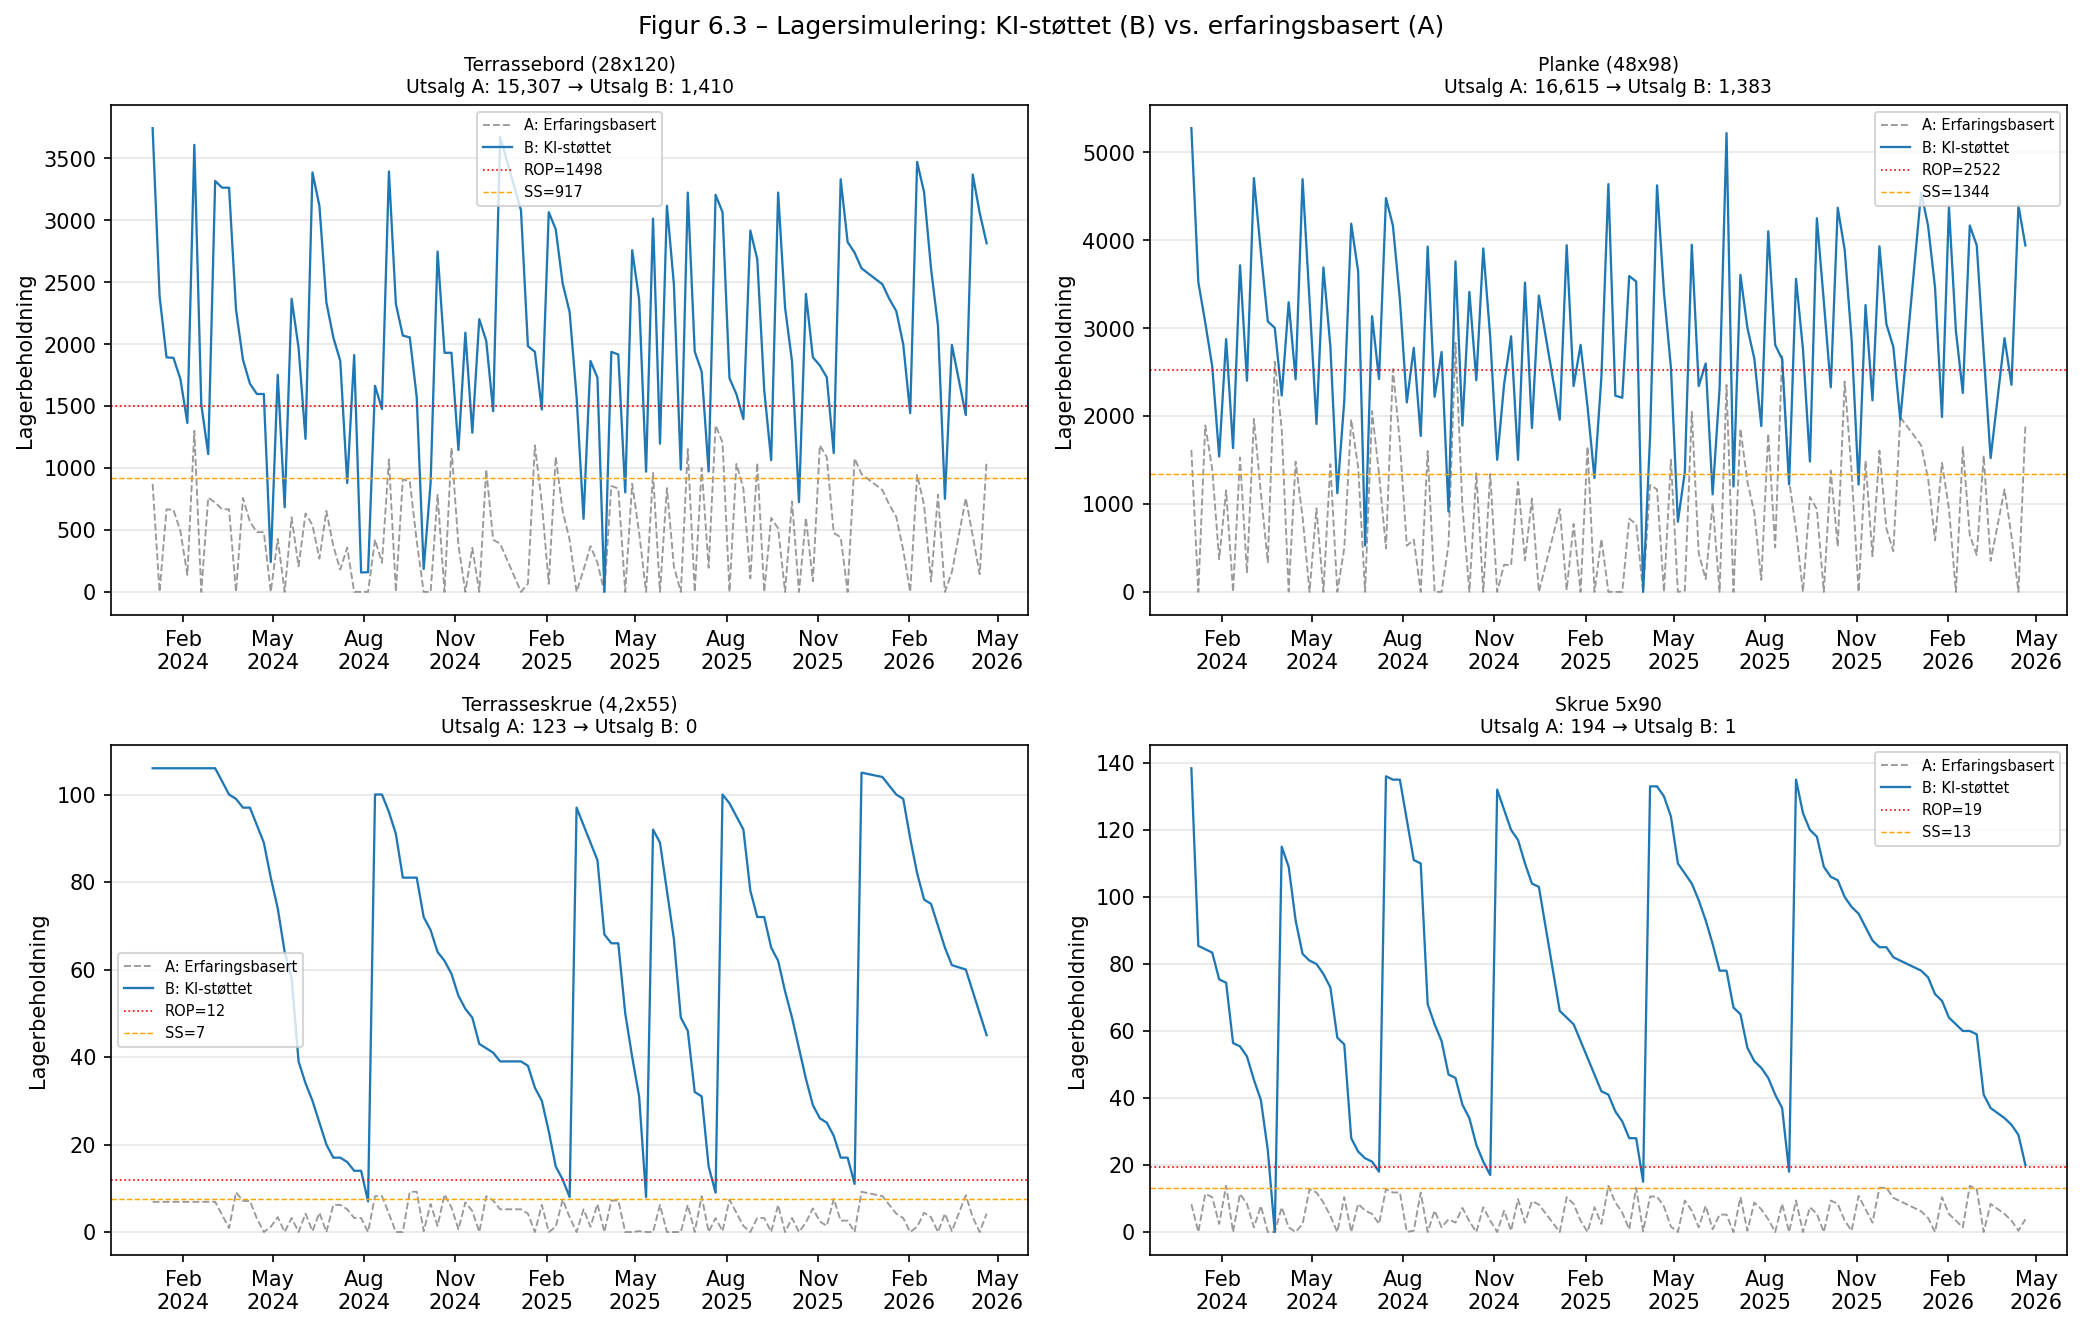 Figur 6.3 – Lagersimulering: KI-støttet (B) vs. erfaringsbasert (A)
Terrassebord (28x120)
Utsalg A: 15,307 → Utsalg B: 1,410
A: Erfaringsbasert
B: KI-støttet
ROP=1498
SS=917
Lagerbeholdning
3500
3000
2500
2000
1500
1000
500
0
Feb May Aug Nov Feb May Aug Nov Feb May
2024 2024 2024 2024 2025 2025 2025 2025 2026 2026
Planke (48x98)
Utsalg A: 16,615 → Utsalg B: 1,383
A: Erfaringsbasert
B: KI-støttet
ROP=2522
SS=1344
Lagerbeholdning
5000
4000
3000
2000
1000
0
Feb May Aug Nov Feb May Aug Nov Feb May
2024 2024 2024 2024 2025 2025 2025 2025 2026 2026
Terrasseskrue (4,2x55)
Utsalg A: 123 → Utsalg B: 0
Lagerbeholdning
100
80
60
40
20
0
A: Erfaringsbasert
B: KI-støttet
ROP=12
SS=7
Feb May Aug Nov Feb May Aug Nov Feb May
2024 2024 2024 2024 2025 2025 2025 2025 2026 2026
Skrue 5x90
Utsalg A: 194 → Utsalg B: 1
A: Erfaringsbasert
B: KI-støttet
ROP=19
SS=13
Lagerbeholdning
140
120
100
80
60
40
20
0
Feb May Aug Nov Feb May Aug Nov Feb May
2024 2024 2024 2024 2025 2025 2025 2025 2026 2026